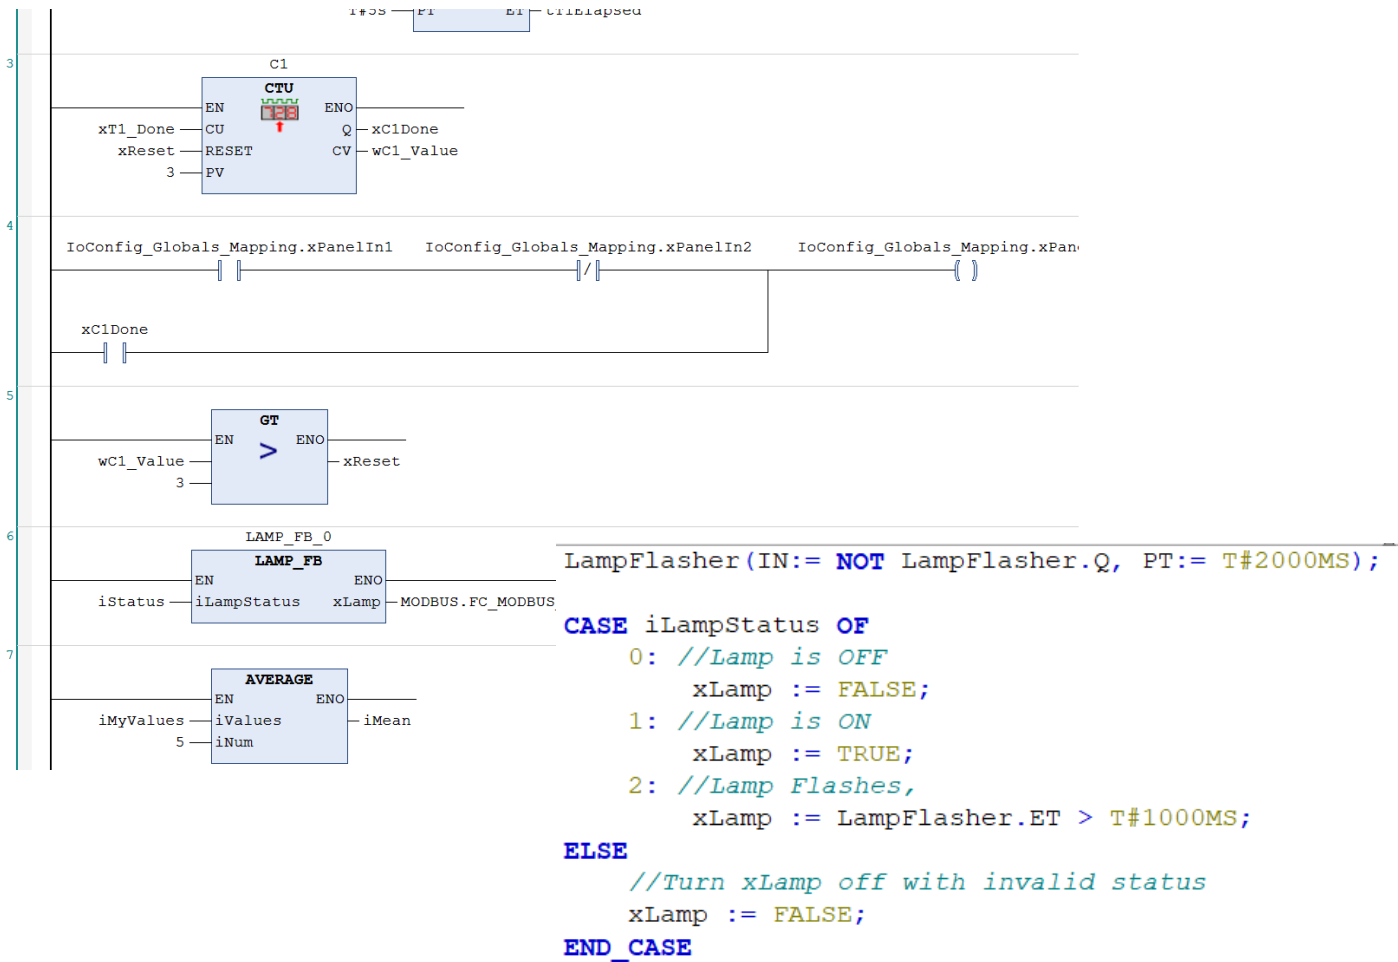 T#5s PT ET tT1Elapsed
3
C1
CTU
EN ENO
xT1_Done CU Q xC1Done
xReset RESET CV wC1_Value
3 PV
4
IoConfig_Globals_Mapping.xPanelIn1 IoConfig_Globals_Mapping.xPanelIn2 IoConfig_Globals_Mapping.xPan
xC1Done
5
GT
EN ENO
>
wC1_Value xReset
3
6
LAMP_FB_0
LAMP_FB
EN ENO
iStatus iLampStatus xLamp MODBUS.FC_MODBUS_
7
AVERAGE
EN ENO
iMyValues iValues iMean
5 iNum
LampFlasher(IN:= NOT LampFlasher.Q, PT:= T#2000MS);
CASE iLampStatus OF
0: //Lamp is OFF
xLamp := FALSE;
1: //Lamp is ON
xLamp := TRUE;
2: //Lamp Flashes,
xLamp := LampFlasher.ET > T#1000MS;
ELSE
//Turn xLamp off with invalid status
xLamp := FALSE;
END_CASE